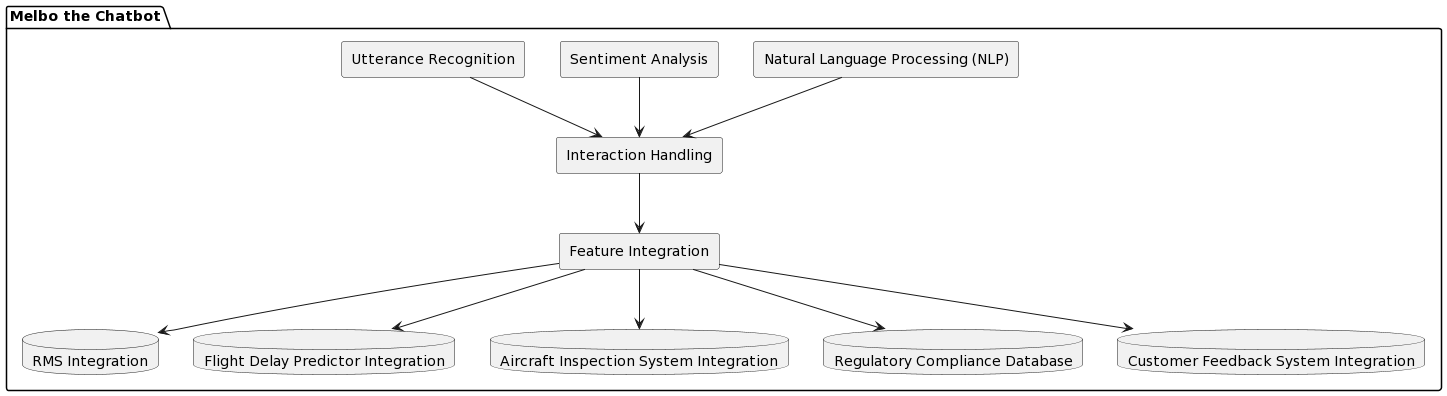 Melbo the Chatbot
Utterance Recognition
Sentiment Analysis
Natural Language Processing (NLP)
Interaction Handling
Feature Integration
RMS Integration
Flight Delay Predictor Integration
Aircraft Inspection System Integration
Regulatory Compliance Database
Customer Feedback System Integration